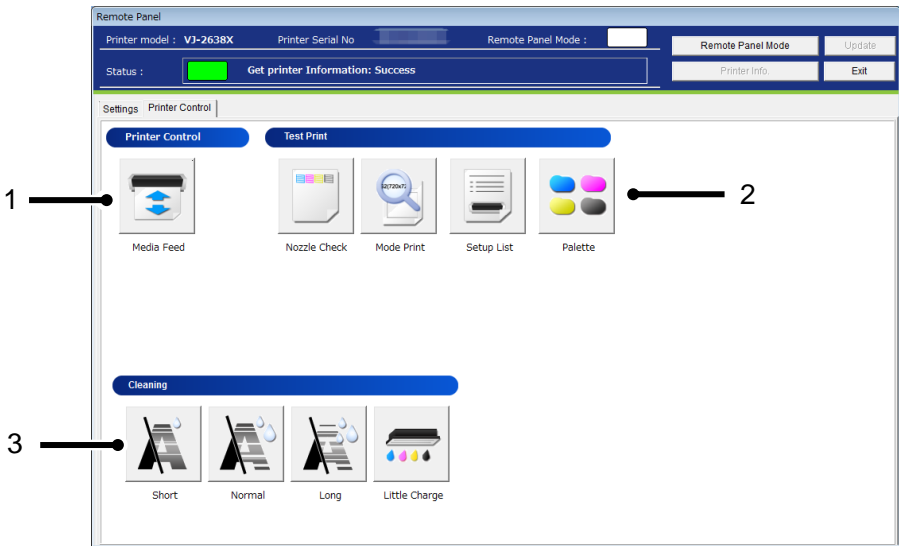 Remote Panel
Printer model : VJ-2638X Printer Serial No Remote Panel Mode :
Remote Panel Mode Update
Status : Get printer Information: Success
Printer Info. Exit
Settings Printer Control
Printer Control Test Print
1
2
Media Feed Nozzle Check Mode Print Setup List Palette
Cleaning
3
Short Normal Long Little Charge